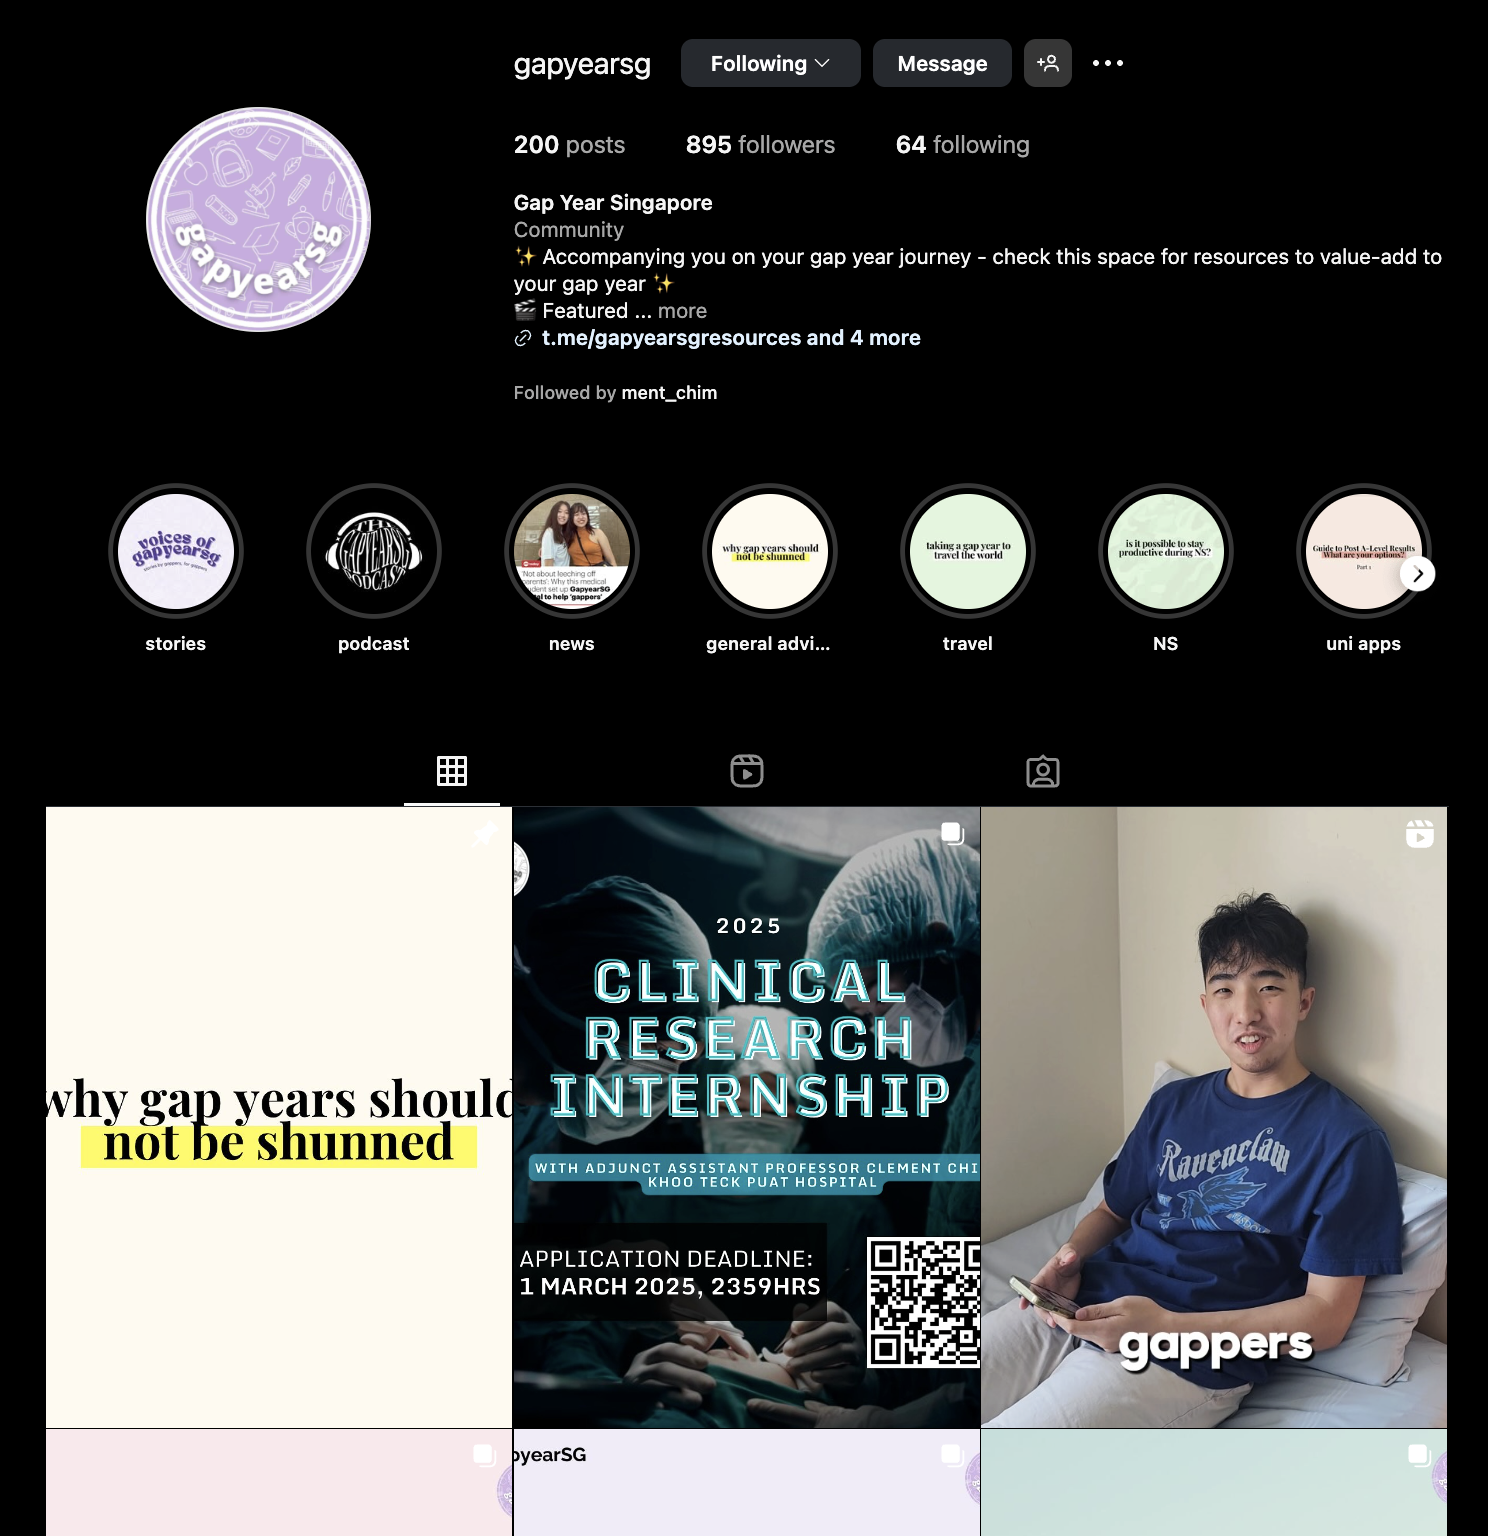 gapyearsg
Following
Message
200 posts
895 followers
64 following
gapyearsg
Gap Year Singapore
Community
✨ Accompanying you on your gap year journey - check this space for resources to value-add to
your gap year ✨
🎬 Featured ... more
t.me/gapyearsgresources and 4 more
Followed by ment_chim
voices of
gapyearsg
stories by gappers, for gappers
THE
GAPYEARSG
PODCAST
'Not about leeching off
parents': Why this medical
student set up GapyearSG
to help 'gappers'
why gap years should
not be shunned
taking a gap year to
travel the world
is it possible to stay
productive during NS?
Guide to Post A-Level Results
What are your options?
Part 1
stories
podcast
news
general advi...
travel
NS
uni apps
why gap years should
not be shunned
2025
CLINICAL
RESEARCH
INTERNSHIP
WITH ADJUNCT ASSISTANT PROFESSOR CLEMENT CHI
KHOO TECK PUAT HOSPITAL
APPLICATION DEADLINE:
1 MARCH 2025, 2359HRS
Ravenclaw
gappers
pyearSG